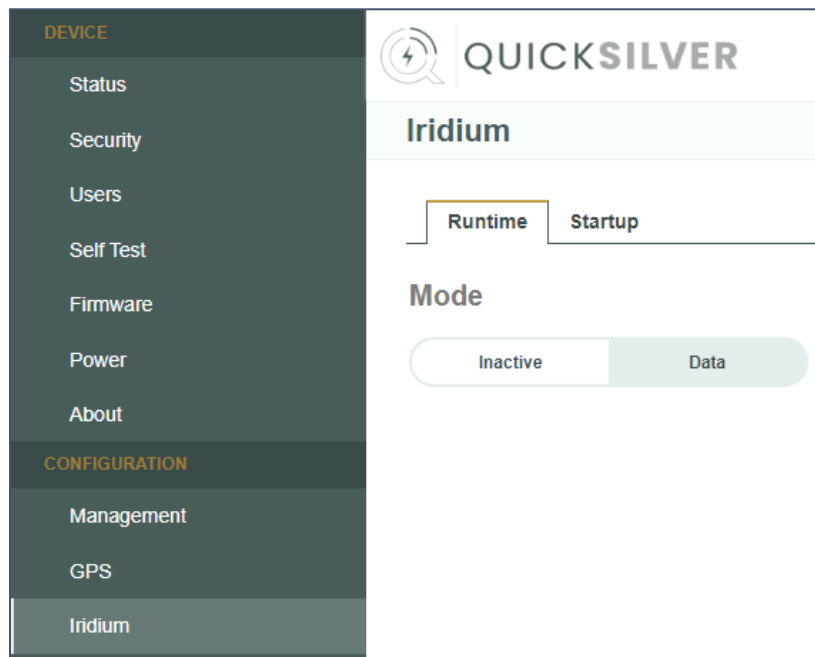 DEVICE
Status
Security
Users
Self Test
Firmware
Power
About
CONFIGURATION
Management
GPS
Iridium
QUICKSILVER
Iridium
Runtime Startup
Mode
Inactive Data